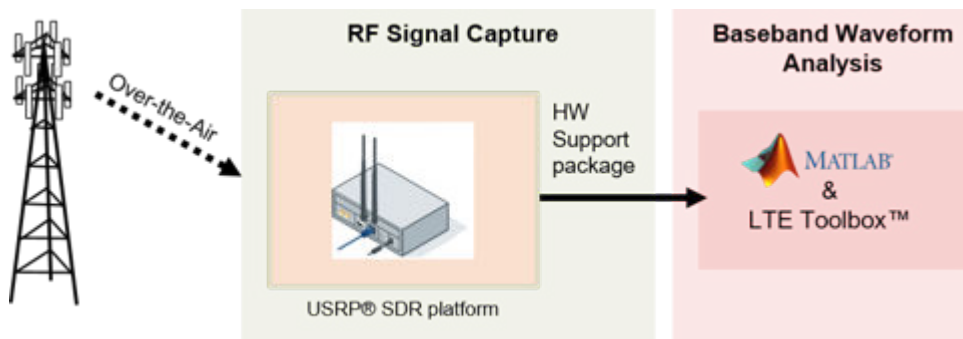 RF Signal Capture
Baseband Waveform
Analysis
Over-the-Air
HW
Support
package
MATLAB®
&
LTE Toolbox™
USRP® SDR platform